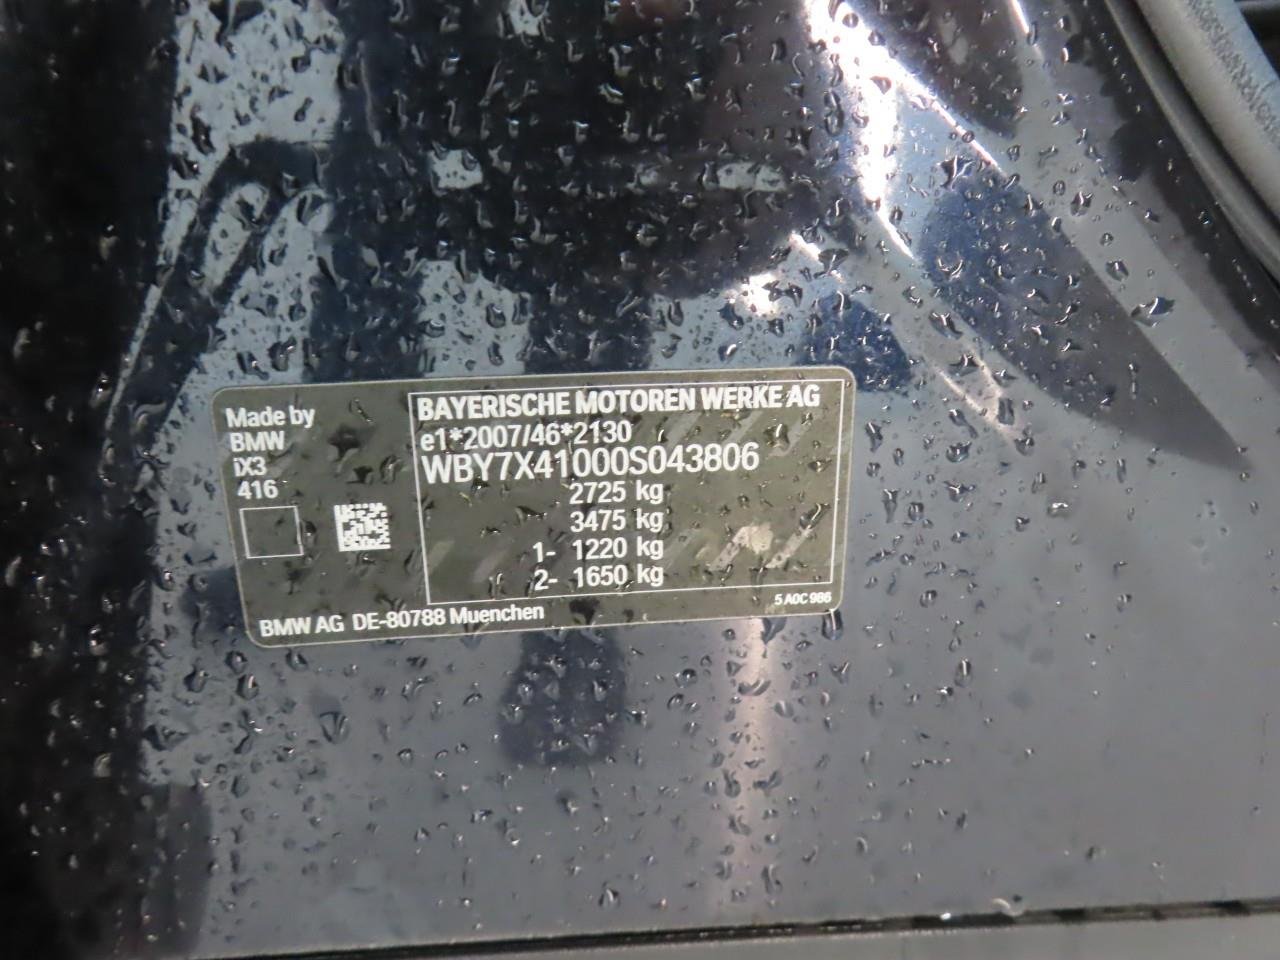 Made by
BMW
iX3
416
BAYERISCHE MOTOREN WERKE AG
e1*2007/46*2130
WBY7X41000S043806
2725 kg
3475 kg
1- 1220 kg
2- 1650 kg
5 A0C 986
BMW AG DE-80788 Muenchen